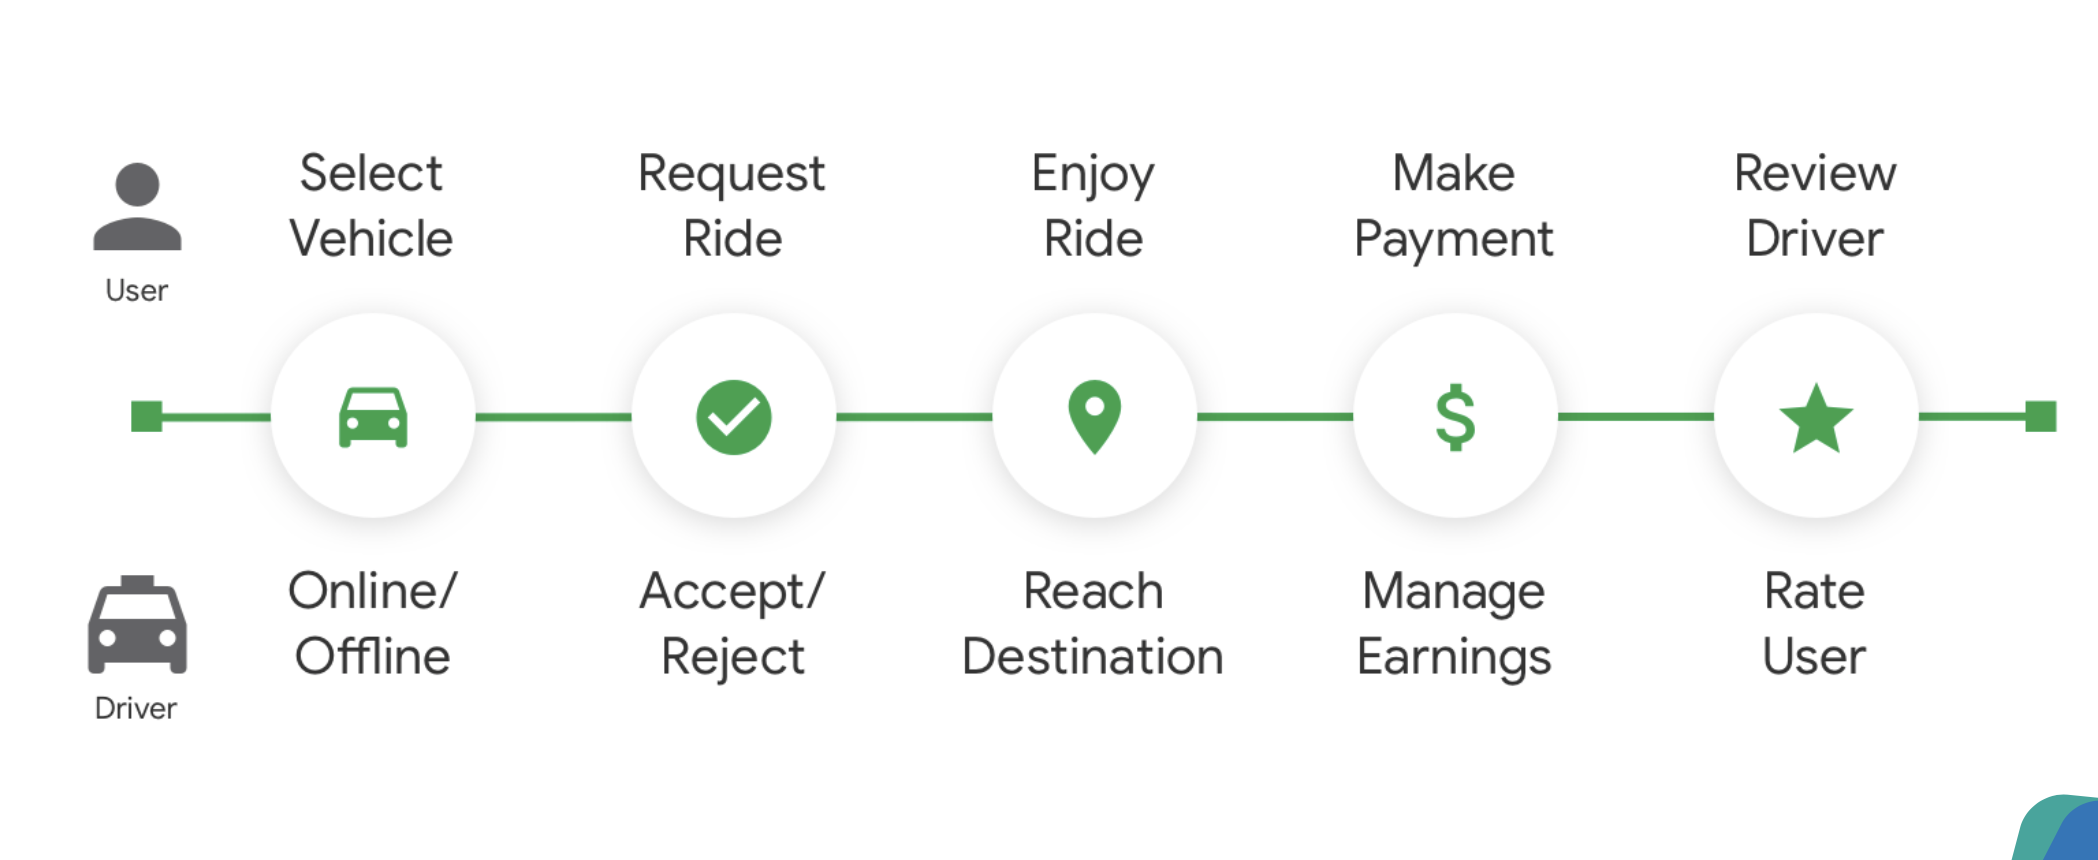 Select
Vehicle
Request
Ride
Enjoy
Ride
Make
Payment
Review
Driver
User
$
Online/
Offline
Accept/
Reject
Reach
Destination
Manage
Earnings
Rate
User
Driver